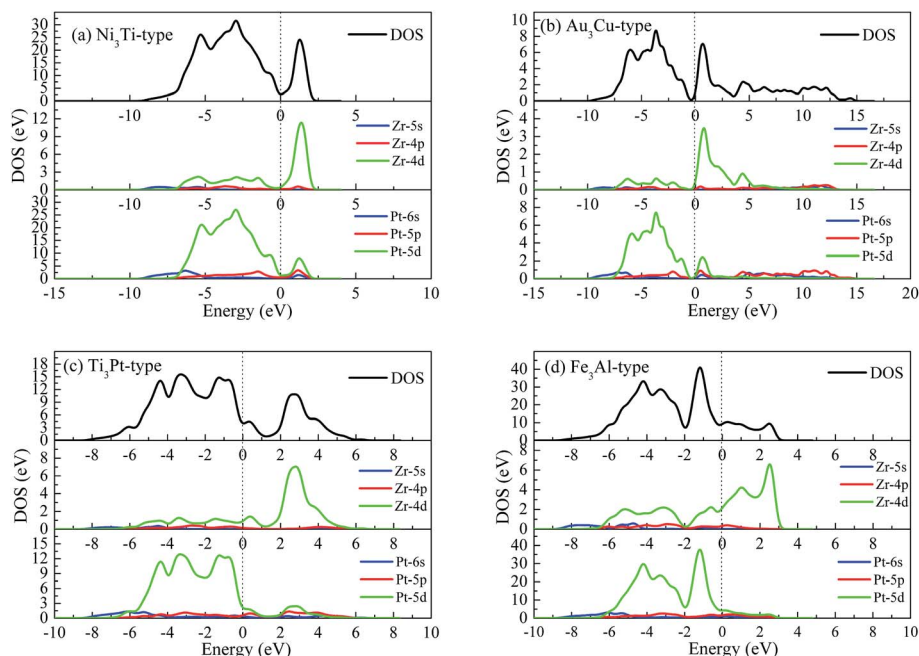 (a) Ni3Ti-type
DOS
30
25
20
15
10
5
0
-15 -10 -5 0 5 10
Zr-5s
Zr-4p
Zr-4d
12
9
6
3
0
-15 -10 -5 0 5 10
Pt-6s
Pt-5p
Pt-5d
30
25
20
15
10
5
0
-15 -10 -5 0 5 10
DOS (eV)
Energy (eV)
(b) Au3Cu-type
DOS
10
8
6
4
2
0
-10 -5 0 5 10 15
Zr-5s
Zr-4p
Zr-4d
4
3
2
1
0
-10 -5 0 5 10 15
Pt-6s
Pt-5p
Pt-5d
8
6
4
2
0
-15 -10 -5 0 5 10 15 20
DOS (eV)
Energy (eV)
(c) Ti3Pt-type
DOS
18
15
12
9
6
3
0
-8 -6 -4 -2 0 2 4 6 8
Zr-5s
Zr-4p
Zr-4d
8
6
4
2
0
-8 -6 -4 -2 0 2 4 6 8
Pt-6s
Pt-5p
Pt-5d
15
12
9
6
3
0
-10 -8 -6 -4 -2 0 2 4 6 8 10
DOS (eV)
Energy (eV)
(d) Fe3Al-type
DOS
40
30
20
10
0
-8 -6 -4 -2 0 2 4 6 8
Zr-5s
Zr-4p
Zr-4d
8
6
4
2
0
-8 -6 -4 -2 0 2 4 6 8
Pt-6s
Pt-5p
Pt-5d
40
30
20
10
0
-10 -8 -6 -4 -2 0 2 4 6 8 10
DOS (eV)
Energy (eV)